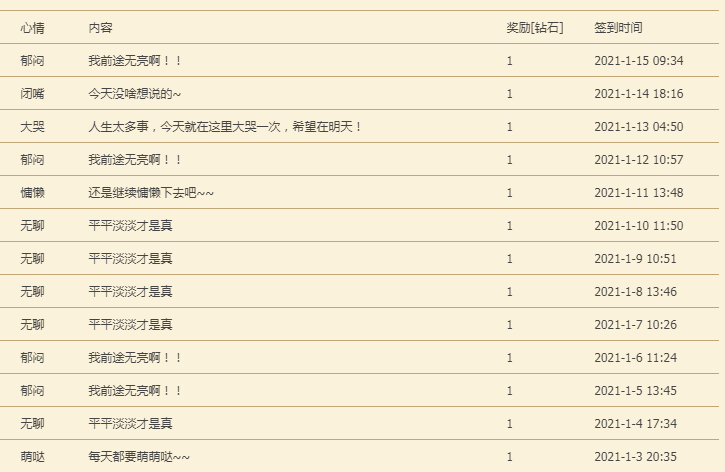 心情 内容 奖励[钻石] 签到时间
郁闷 我前途无亮啊！！ 1 2021-1-15 09:34
闭嘴 今天没啥想说的~ 1 2021-1-14 18:16
大哭 人生太多事，今天就在这里大哭一次，希望在明天！ 1 2021-1-13 04:50
郁闷 我前途无亮啊！！ 1 2021-1-12 10:57
慵懒 还是继续慵懒下去吧~~ 1 2021-1-11 13:48
无聊 平平淡淡才是真 1 2021-1-10 11:50
无聊 平平淡淡才是真 1 2021-1-9 10:51
无聊 平平淡淡才是真 1 2021-1-8 13:46
无聊 平平淡淡才是真 1 2021-1-7 10:26
郁闷 我前途无亮啊！！ 1 2021-1-6 11:24
郁闷 我前途无亮啊！！ 1 2021-1-5 13:45
无聊 平平淡淡才是真 1 2021-1-4 17:34
萌哒 每天都要萌萌哒~~ 1 2021-1-3 20:35